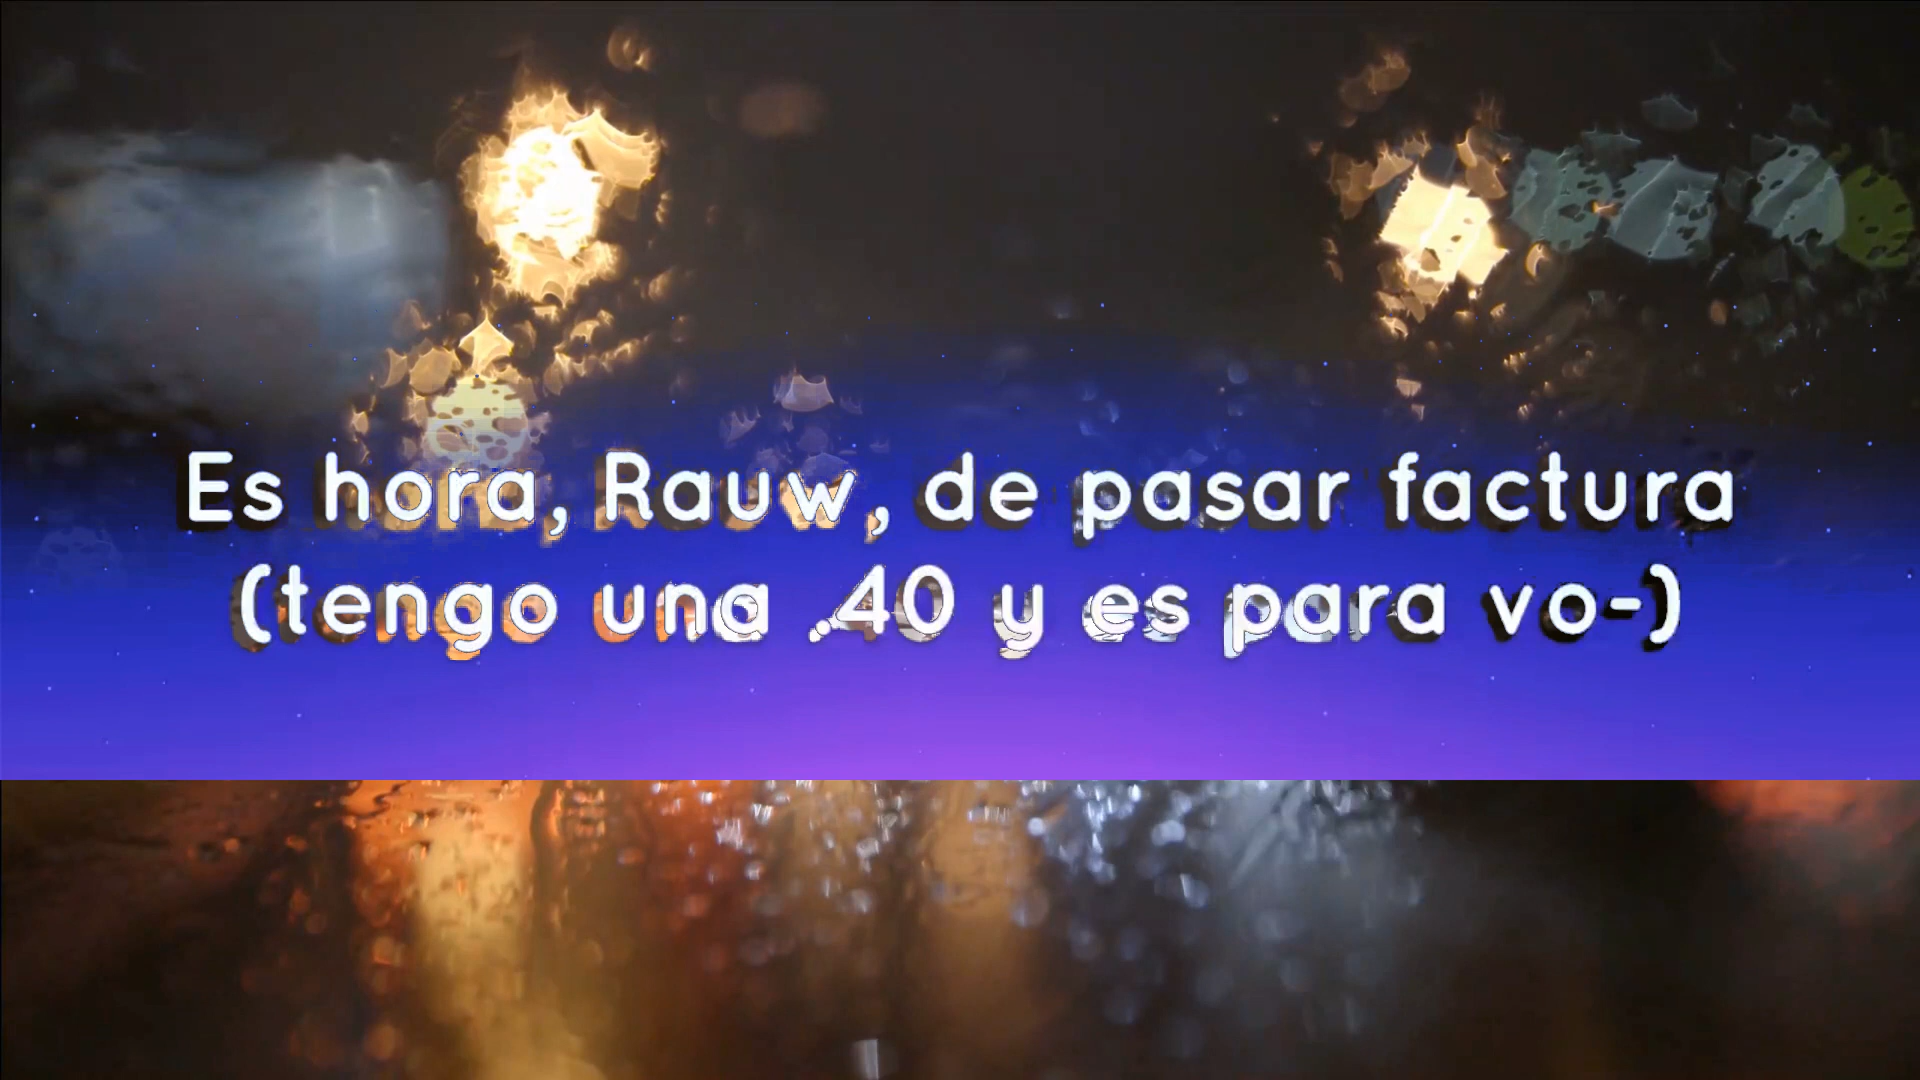 Es hora, Rauw, de pasar factura
(tengo una .40 y es para vo-)